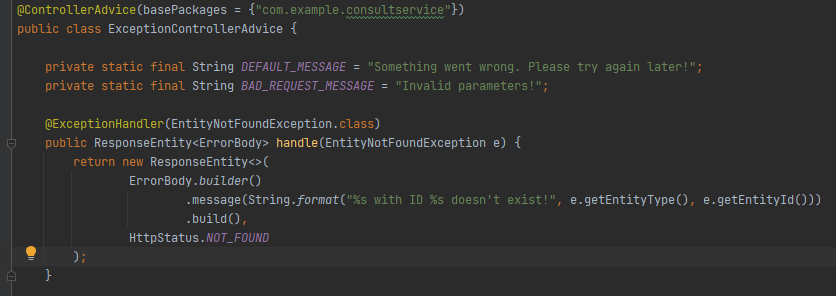 @ControllerAdvice(basePackages = {"com.example.consultservice"})
public class ExceptionControllerAdvice {
private static final String DEFAULT_MESSAGE = "Something went wrong. Please try again later!";
private static final String BAD_REQUEST_MESSAGE = "Invalid parameters!";
@ExceptionHandler(EntityNotFoundException.class)
public ResponseEntity<ErrorBody> handle(EntityNotFoundException e) {
return new ResponseEntity<>(
ErrorBody.builder()
.message(String.format("%s with ID %s doesn't exist!", e.getEntityType(), e.getEntityId()))
.build(),
HttpStatus.NOT_FOUND
);
}